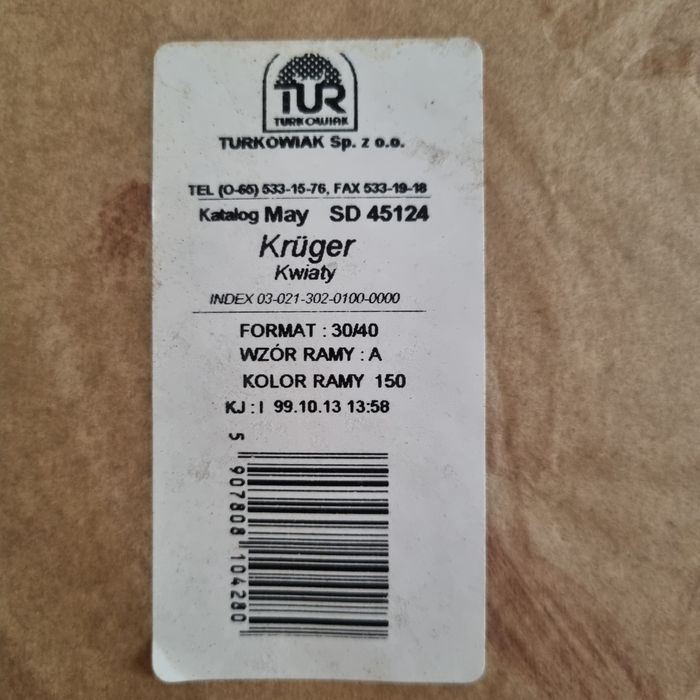 TUR
TURKOWIAK
TURKOWIAK Sp. z o.o.
TEL (0-65) 533-15-76, FAX 533-19-18
Katalog May SD 45124
Krüger
Kwiaty
INDEX 03-021-302-0100-0000
FORMAT : 30/40
WZÓR RAMY : A
KOLOR RAMY 150
KJ : I 99.10.13 13:58
5 907808 104280